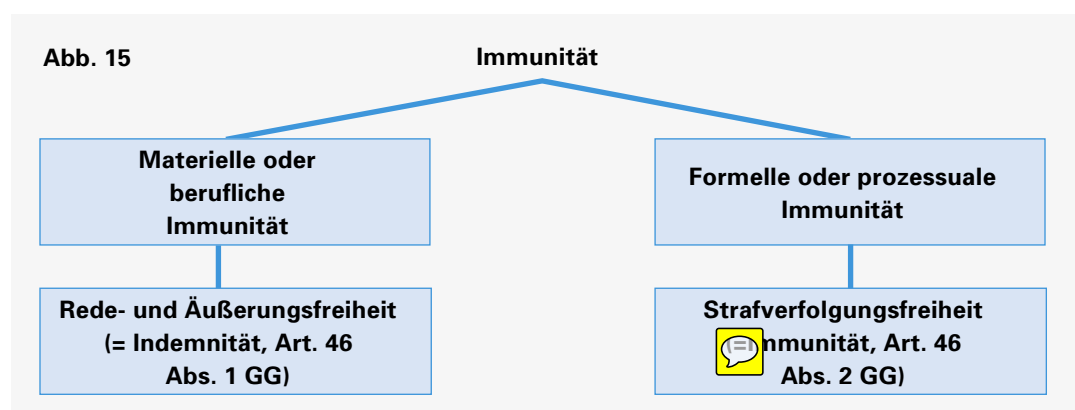 Abb. 15
Immunität
Materielle oder
berufliche
Immunität
Formelle oder prozessuale
Immunität
Rede- und Äußerungsfreiheit
(= Indemnität, Art. 46
Abs. 1 GG)
Strafverfolgungsfreiheit
(=Immunität, Art. 46
Abs. 2 GG)